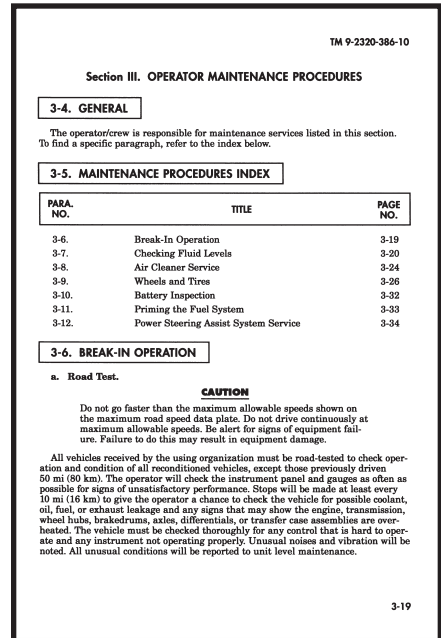 TM 9-2320-386-10
Section III. OPERATOR MAINTENANCE PROCEDURES
3-4. GENERAL
The operator/crew is responsible for maintenance services listed in this section.
To find a specific paragraph, refer to the index below.
3-5. MAINTENANCE PROCEDURES INDEX
PARA. NO. TITLE PAGE NO.
3-6. Break-In Operation 3-19
3-7. Checking Fluid Levels 3-20
3-8. Air Cleaner Service 3-24
3-9. Wheels and Tires 3-26
3-10. Battery Inspection 3-32
3-11. Priming the Fuel System 3-33
3-12. Power Steering Assist System Service 3-34
3-6. BREAK-IN OPERATION
a. Road Test.
CAUTION
Do not go faster than the maximum allowable speeds shown on
the maximum road speed data plate. Do not drive continuously at
maximum allowable speeds. Be alert for signs of equipment fail-
ure. Failure to do this may result in equipment damage.
All vehicles received by the using organization must be road-tested to check oper-
ation and condition of all reconditioned vehicles, except those previously driven
50 mi (80 km). The operator will check the instrument panel and gauges as often as
possible for signs of unsatisfactory performance. Stops will be made at least every
10 mi (16 km) to give the operator a chance to check the vehicle for possible coolant,
oil, fuel, or exhaust leakage and any signs that may show the engine, transmission,
wheel hubs, brakedrums, axles, differentials, or transfer case assemblies are over-
heated. The vehicle must be checked thoroughly for any control that is hard to oper-
ate and any instrument not operating properly. Unusual noises and vibration will be
noted. All unusual conditions will be reported to unit level maintenance.
3-19